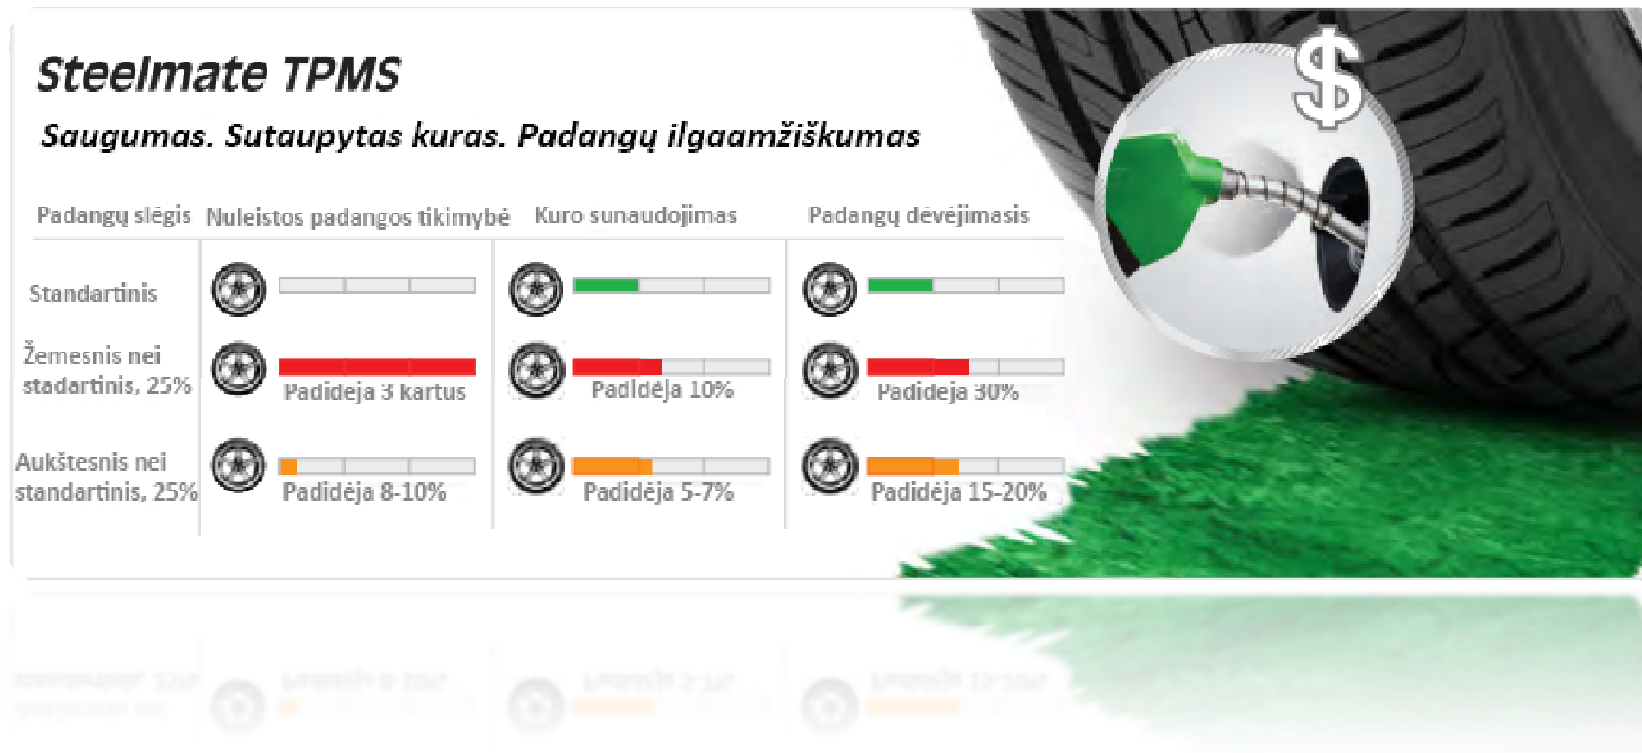 $
Steelmate TPMS
Saugumas. Sutaupytas kuras. Padangų ilgaamžiškumas
Padangų slėgis Nuleistos padangos tikimybė Kuro sunaudojimas Padangų dėvėjimasis
Standartinis
Žemesnis nei
stadartinis, 25%
Padidėja 3 kartus Padidėja 10% Padidėja 30%
Aukštesnis nei
standartinis, 25%
Padidėja 8-10% Padidėja 5-7% Padidėja 15-20%